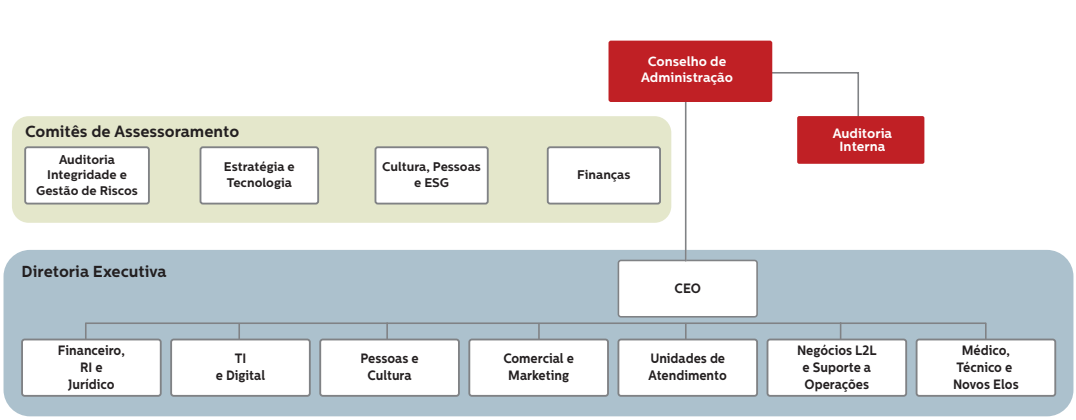 Conselho de
Administração
Auditoria
Interna
Comitês de Assessoramento
Auditoria
Integridade e
Gestão de Riscos
Estratégia e
Tecnologia
Cultura, Pessoas
e ESG
Finanças
Diretoria Executiva
CEO
Financeiro,
RI e
Jurídico
TI
e Digital
Pessoas e
Cultura
Comercial e
Marketing
Unidades de
Atendimento
Negócios L2L
e Suporte a
Operações
Médico,
Técnico e
Novos Elos